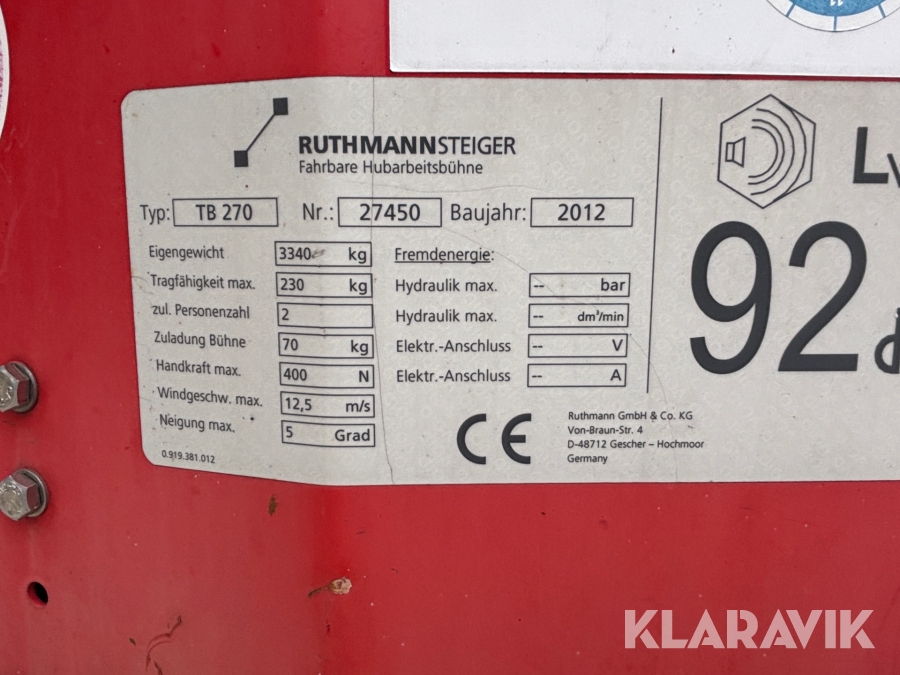 11
RUTHMANNSTEIGER
Fahrbare Hubarbeitsbühne
Typ: TB 270 Nr.: 27450 Baujahr: 2012
Eigengewicht 3340 kg
Tragfähigkeit max. 230 kg
zul. Personenzahl 2
Zuladung Bühne 70 kg
Handkraft max. 400 N
Windgeschw. max. 12,5 m/s
Neigung max. 5 Grad
0.919.381.012
Fremdenergie:
Hydraulik max. -- bar
Hydraulik max. -- dm³/min
Elektr.-Anschluss -- V
Elektr.-Anschluss -- A
CE
Ruthmann GmbH & Co. KG
Von-Braun-Str. 4
D-48712 Gescher – Hochmoor
Germany
L
92
KLARAVIK